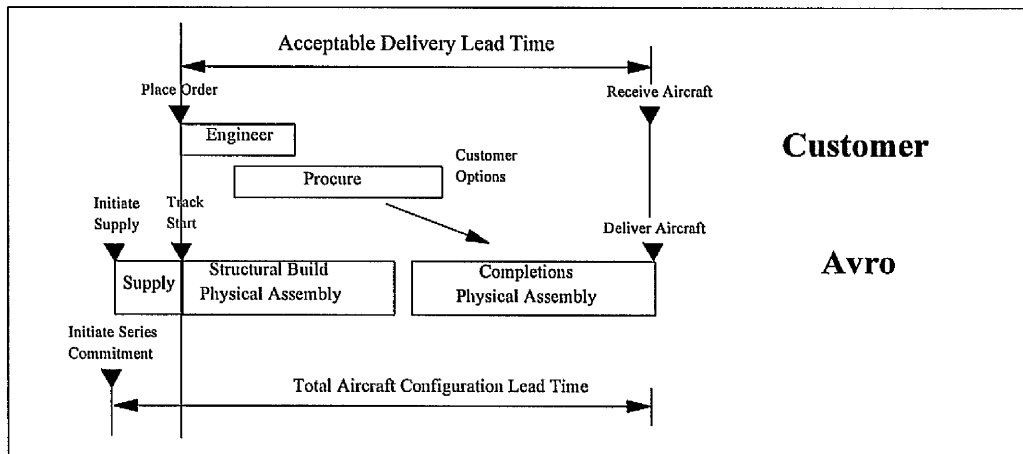 Acceptable Delivery Lead Time
Place Order
Receive Aircraft
Engineer
Customer
Procure
Customer
Options
Initiate
Supply
Track
Start
Deliver Aircraft
Avro
Supply
Structural Build
Physical Assembly
Completions
Physical Assembly
Initiate Series
Commitment
Total Aircraft Configuration Lead Time